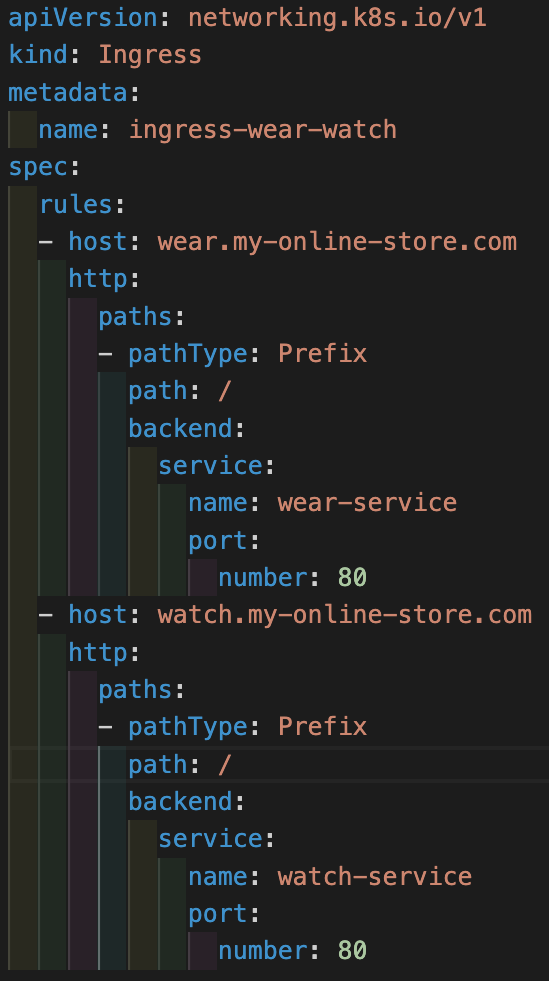 apiVersion: networking.k8s.io/v1
kind: Ingress
metadata:
  name: ingress-wear-watch
spec:
  rules:
  - host: wear.my-online-store.com
    http:
      paths:
      - pathType: Prefix
        path: /
        backend:
          service:
            name: wear-service
            port:
              number: 80
  - host: watch.my-online-store.com
    http:
      paths:
      - pathType: Prefix
        path: /
        backend:
          service:
            name: watch-service
            port:
              number: 80